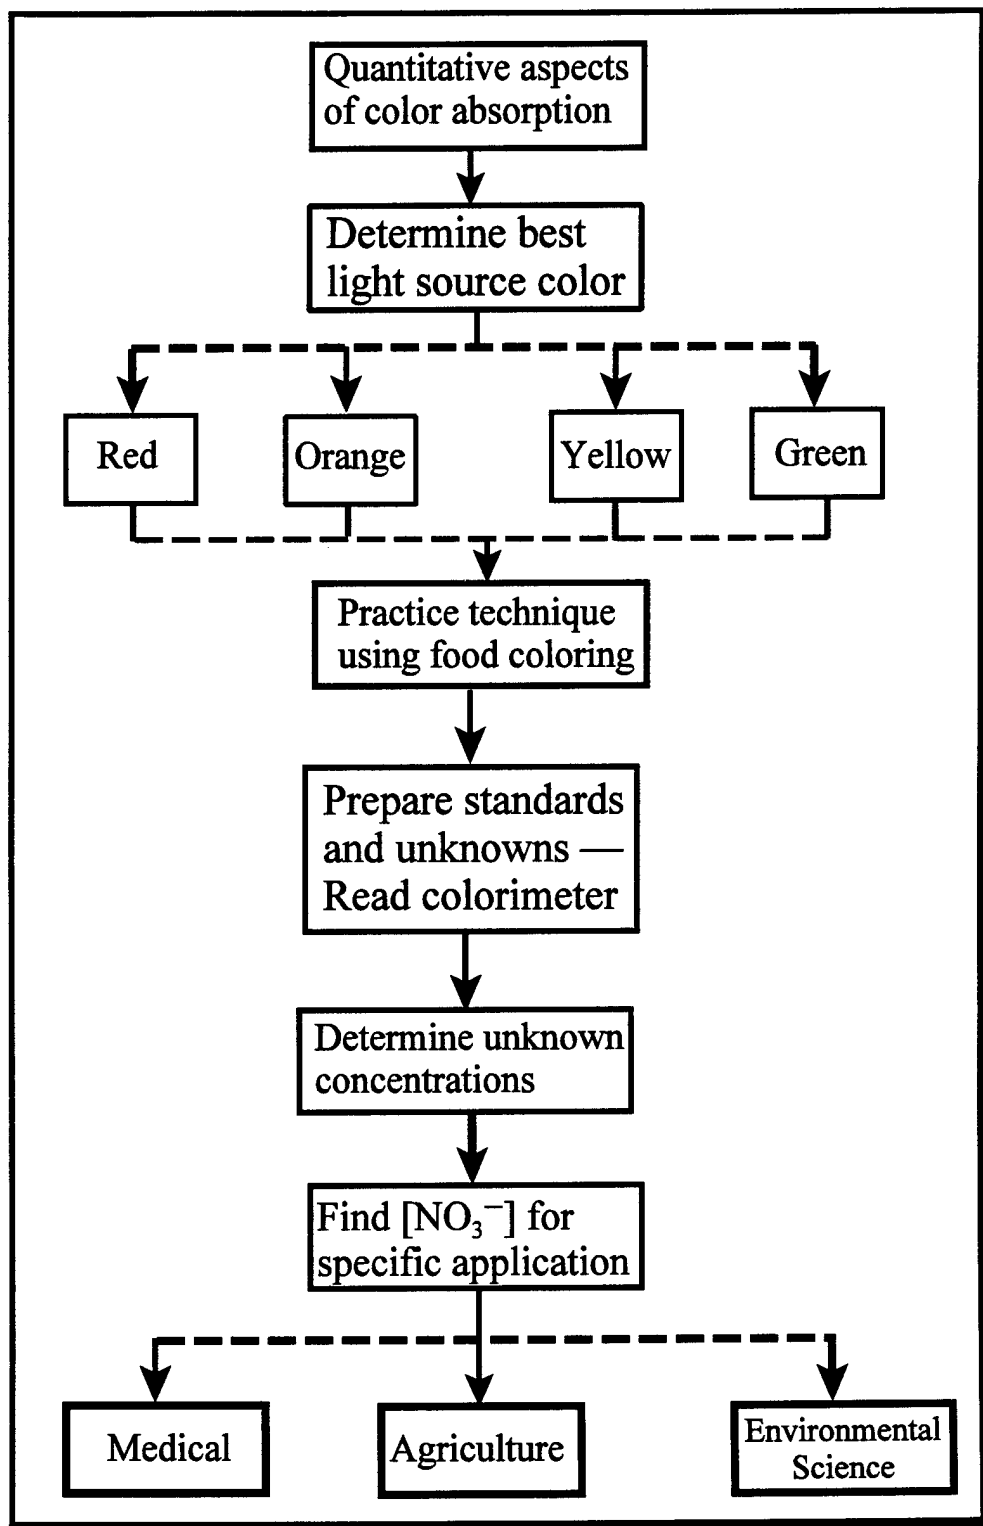 Quantitative aspects
of color absorption
Determine best
light source color
Red
Orange
Yellow
Green
Practice technique
using food coloring
Prepare standards
and unknowns —
Read colorimeter
Determine unknown
concentrations
Find [NO₃⁻] for
specific application
Medical
Agriculture
Environmental
Science